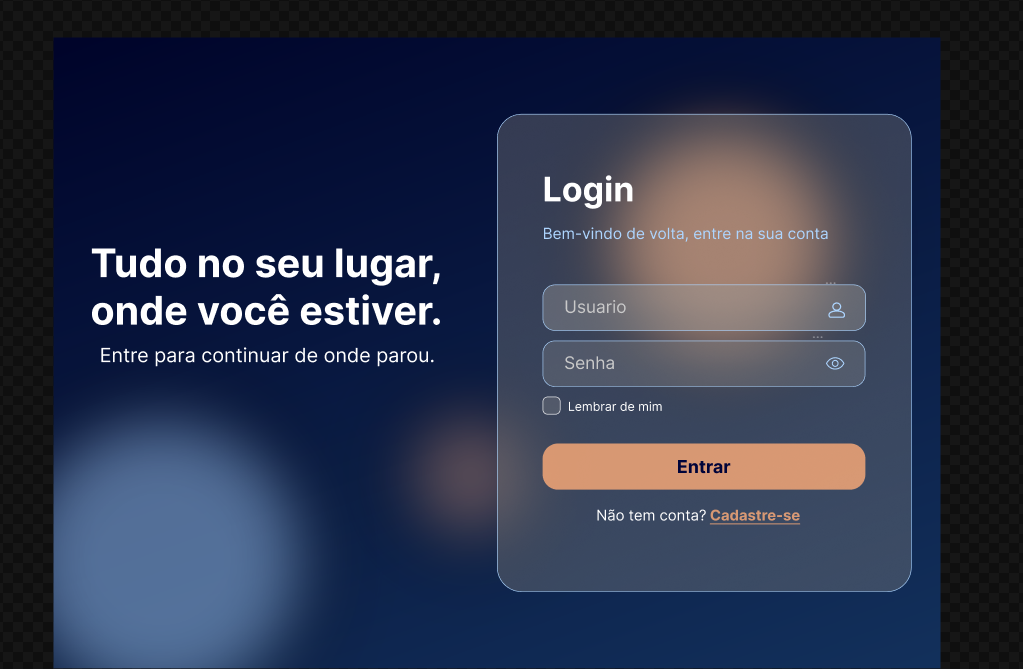 Tudo no seu lugar,
onde você estiver.
Entre para continuar de onde parou.
Login
Bem-vindo de volta, entre na sua conta
Usuario
Senha
Lembrar de mim
Entrar
Não tem conta? Cadastre-se